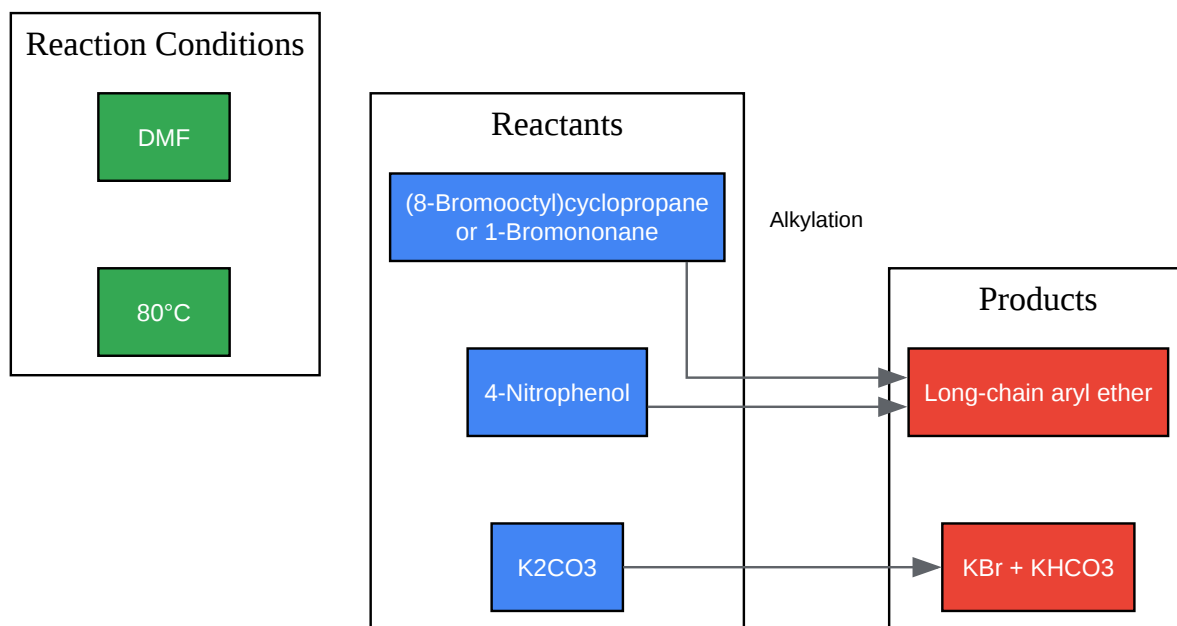 Reaction Conditions
DMF
80°C
Reactants
(8-Bromooctyl)cyclopropane
or 1-Bromononane
4-Nitrophenol
K2CO3
Alkylation
Products
Long-chain aryl ether
KBr + KHCO3